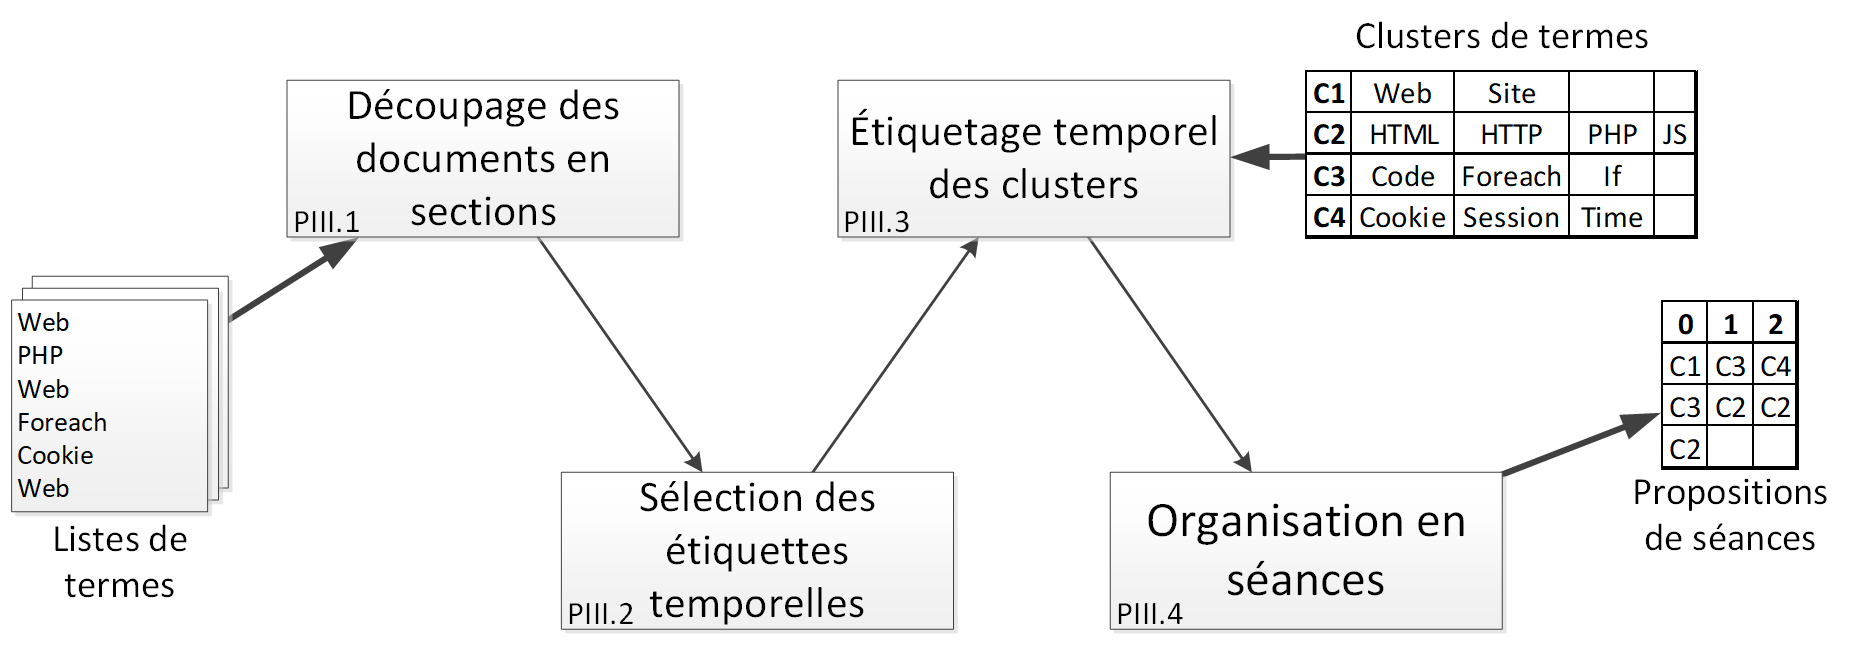 Découpage des
documents en
sections
PIII.1
Étiquetage temporel
des clusters
PIII.3
Clusters de termes
C1 Web Site
C2 HTML HTTP PHP JS
C3 Code Foreach If
C4 Cookie Session Time
Web
PHP
Web
Foreach
Cookie
Web
Listes de
termes
Sélection des
étiquettes
temporelles
PIII.2
Organisation en
séances
PIII.4
0 1 2
C1 C3 C4
C3 C2 C2
C2
Propositions
de séances